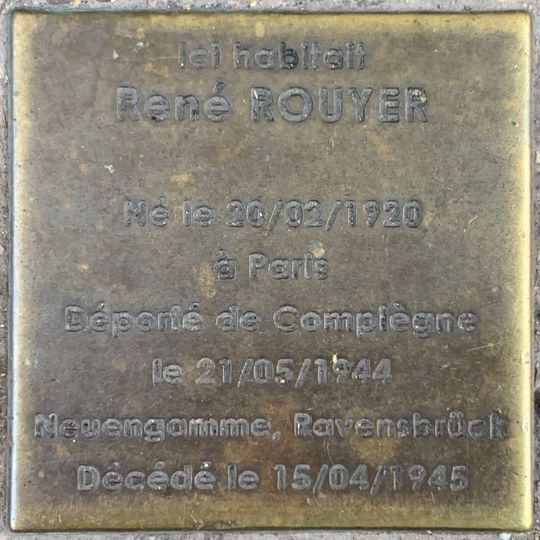 Ici habitait
René ROUYER
Né le 20/02/1920
à Paris
Déporté de Compiègne
le 21/05/1944
Neuengamme, Ravensbrück
Décédé le 15/04/1945